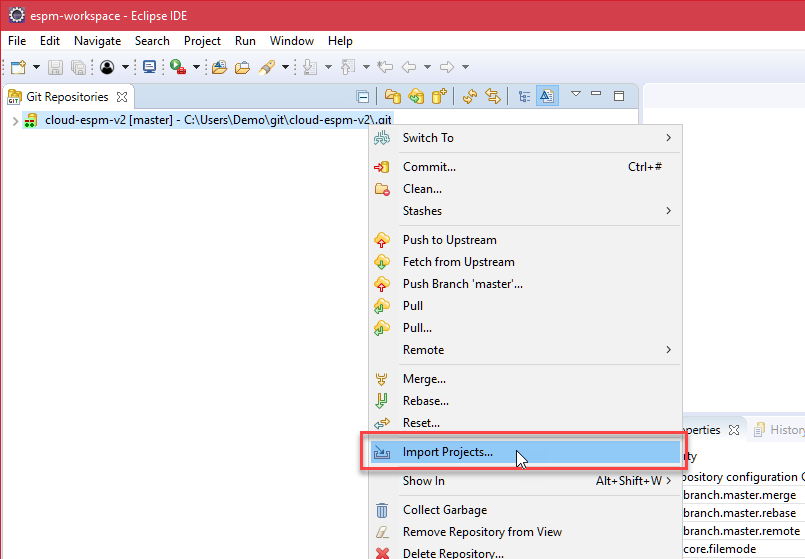 espm-workspace - Eclipse IDE
File Edit Navigate Search Project Run Window Help
Git Repositories
cloud-espm-v2 [master] - C:\Users\Demo\git\cloud-espm-v2\.git
Switch To
Commit... Ctrl+#
Clean...
Stashes
Push to Upstream
Fetch from Upstream
Push Branch 'master'...
Pull
Pull...
Remote
Merge...
Rebase...
Reset...
Import Projects...
Show In Alt+Shift+W
Collect Garbage
Remove Repository from View
Delete Repository...
perties History
ty
pository configuration
branch.master.merge
branch.master.rebase
branch.master.remote
core.filemode